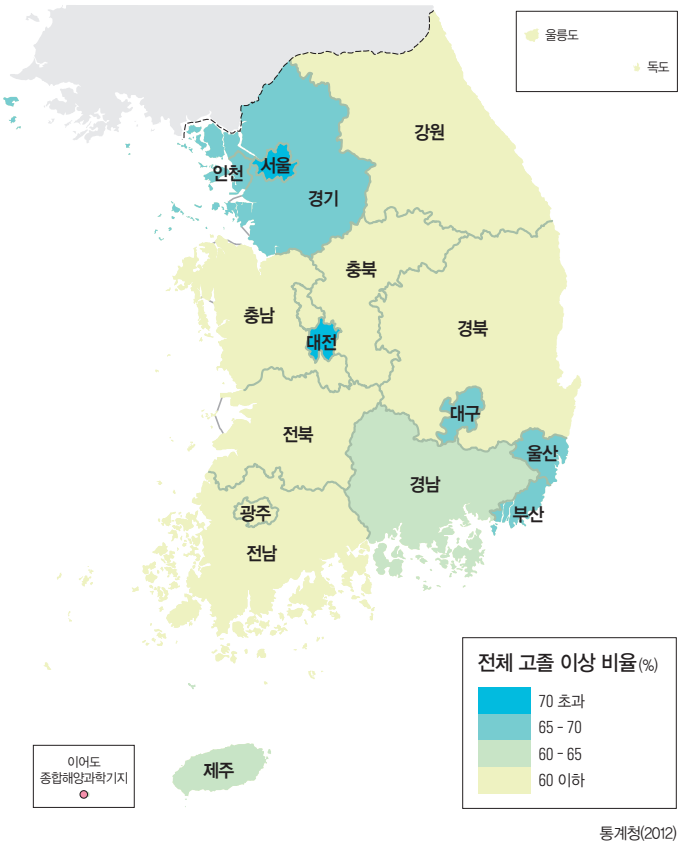 울릉도
독도
강원
서울
인천
경기
충북
충남
대전
경북
대구
전북
울산
경남
광주
부산
전남
전체 고졸 이상 비율(%)
70 초과
65 - 70
60 - 65
60 이하
이어도
종합해양과학기지
제주
통계청(2012)